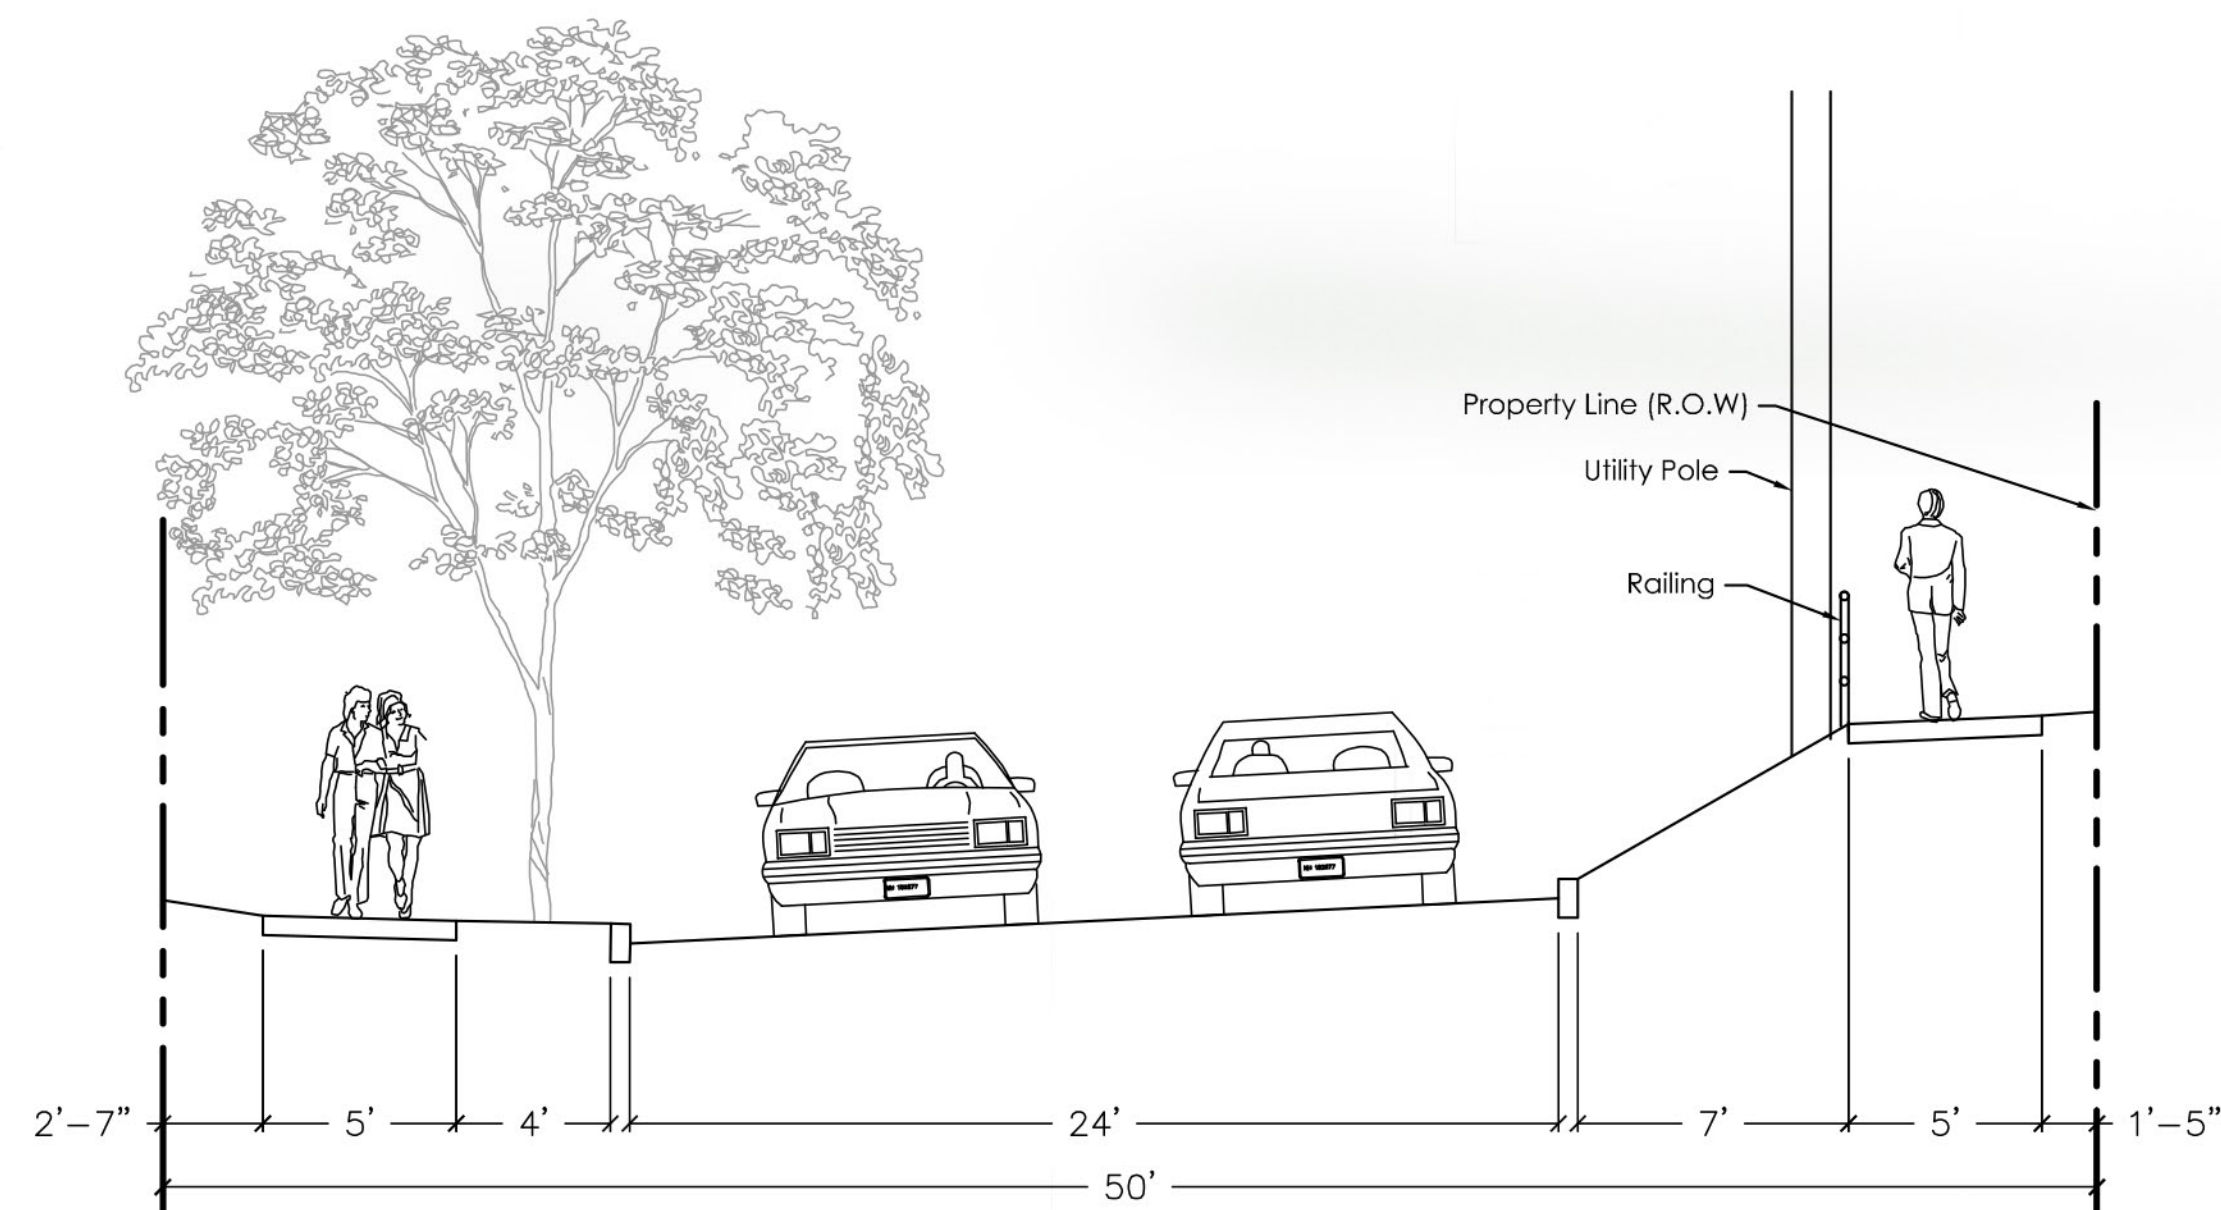 Property Line (R.O.W)
Utility Pole
Railing
2'-7" 5' 4' 24' 7' 5' 1'-5"
50'